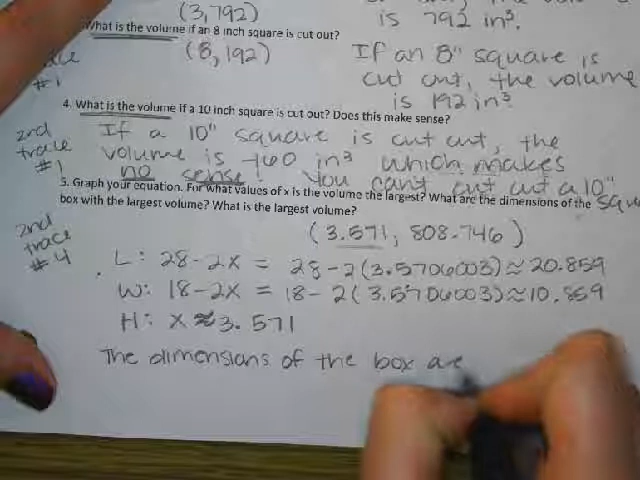 (3,792)
is 792 in³.
What is the volume if an 8 inch square is cut out?
(8,192)
If an 8" square is
cut out, the volume
is 192 in³
#1
4. What is the volume if a 10 inch square is cut out? Does this make sense?
2nd
trace
#1
If a 10" square is cut out, the
volume is -160 in³ which makes
no sense! You can't cut out a 10"
squ
5. Graph your equation. For what values of x is the volume the largest? What are the dimensions of the
box with the largest volume? What is the largest volume?
2nd
trace
#4
(3.571, 808.746)
L: 28-2x = 28-2(3.5706003)≈20.859
W: 18-2x = 18-2(3.5706003)≈10.859
H: x ≈ 3.571
The dimensions of the box are